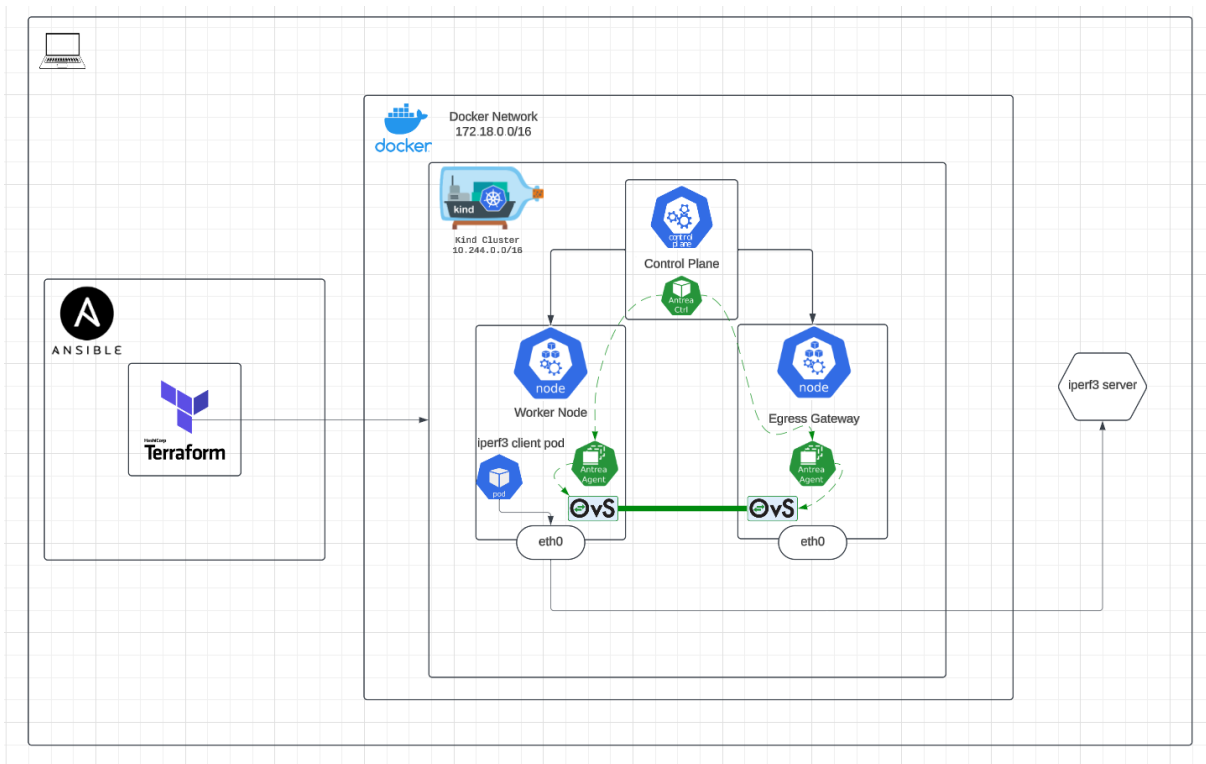 docker
Docker Network
172.18.0.0/16
kind
Kind Cluster
10.244.0.0/16
control
plane
Control Plane
Antrea
Ctrl
ANSIBLE
HashiCorp
Terraform
node
Worker Node
iperf3 client pod
pod
Antrea
Agent
OvS
eth0
node
Egress Gateway
Antrea
Agent
OvS
eth0
iperf3 server